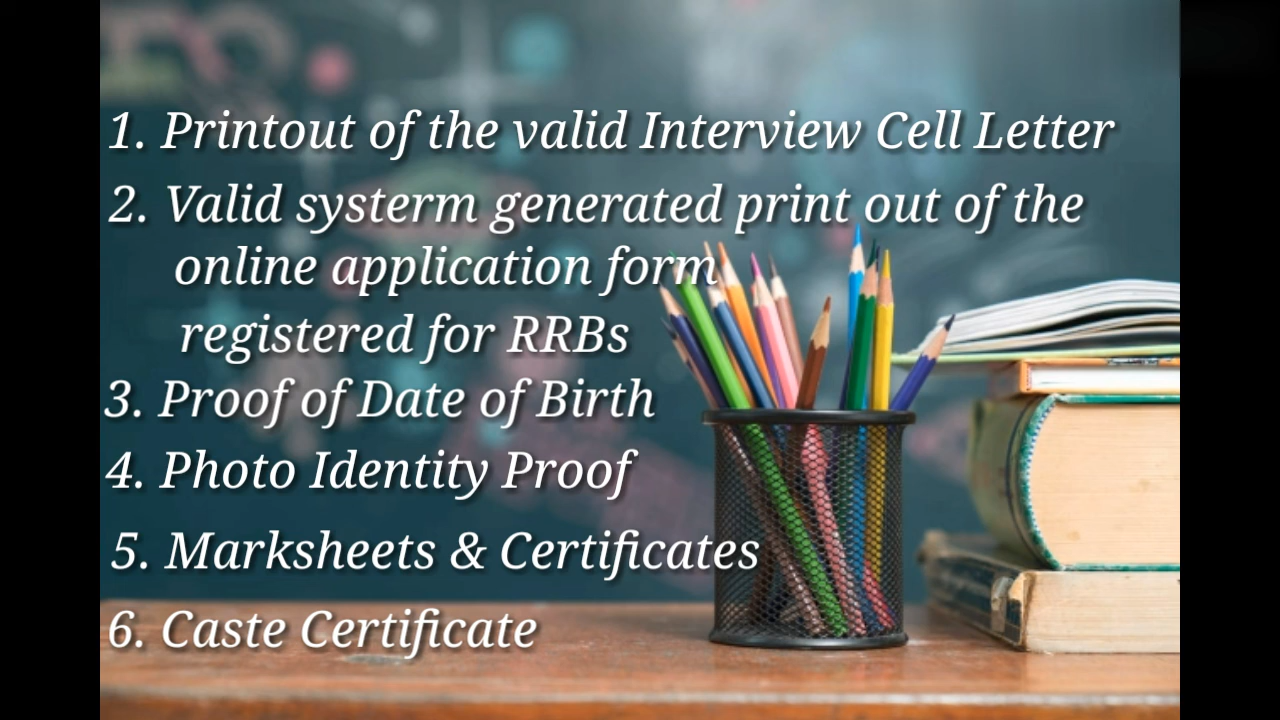 1. Printout of the valid Interview Cell Letter
2. Valid systerm generated print out of the
online application form
registered for RRBs
3. Proof of Date of Birth
4. Photo Identity Proof
5. Marksheets & Certificates
6. Caste Certificate